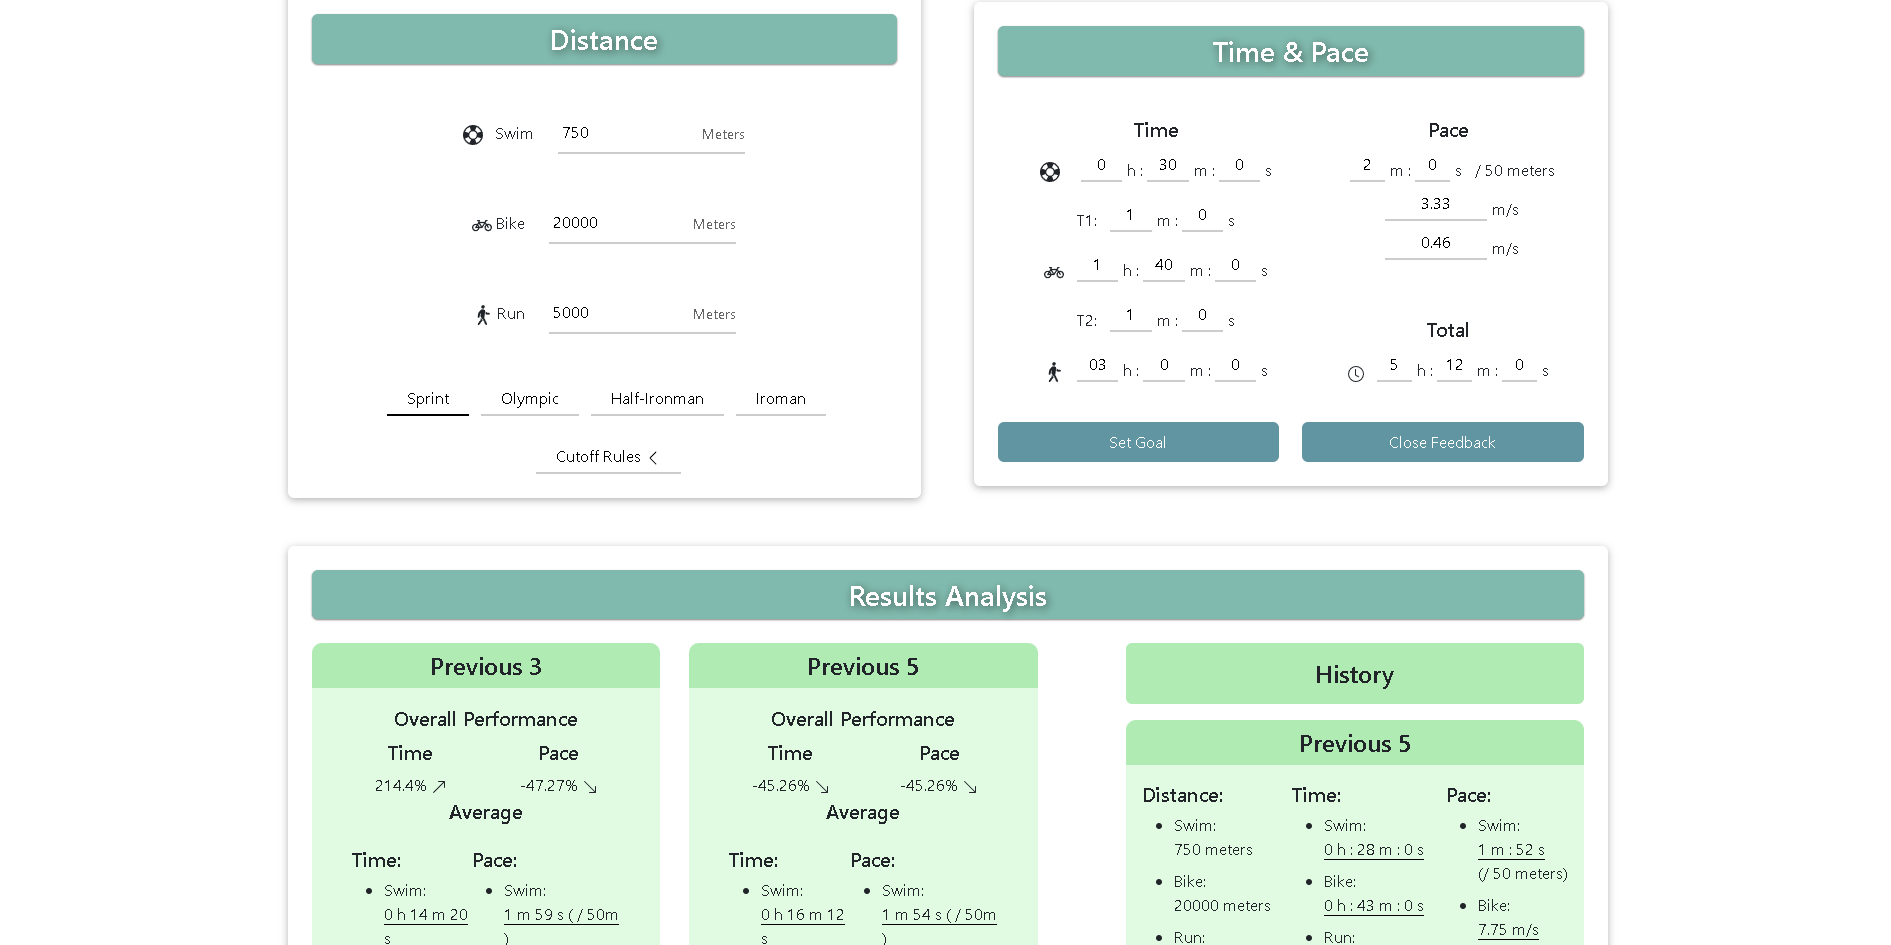 Distance
Swim 750 Meters
Bike 20000 Meters
Run 5000 Meters
Sprint Olympic Half-Ironman Iroman
Cutoff Rules
Time & Pace
Time
0 h : 30 m : 0 s
T1: 1 m : 0 s
1 h : 40 m : 0 s
T2: 1 m : 0 s
03 h : 0 m : 0 s
Pace
2 m : 0 s / 50 meters
3.33 m/s
0.46 m/s
Total
5 h : 12 m : 0 s
Set Goal Close Feedback
Results Analysis
Previous 3
Overall Performance
Time Pace
214.4% -47.27%
Average
Time: Pace:
Swim: Swim:
0 h 14 m 20 1 m 59 s ( / 50m
s )
Previous 5
Overall Performance
Time Pace
-45.26% -45.26%
Average
Time: Pace:
Swim: Swim:
0 h 16 m 12 1 m 54 s ( / 50m
s )
History
Previous 5
Distance:
Swim:
750 meters
Bike:
20000 meters
Run:
Time:
Swim:
0 h : 28 m : 0 s
Bike:
0 h : 43 m : 0 s
Run:
Pace:
Swim:
1 m : 52 s
(/ 50 meters)
Bike:
7.75 m/s